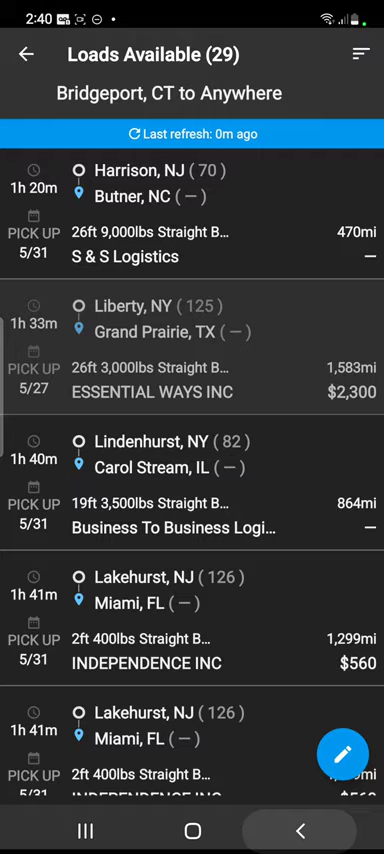 2:40
Loads Available (29)
Bridgeport, CT to Anywhere
Last refresh: 0m ago
1h 20m
Harrison, NJ ( 70 )
Butner, NC ( — )
PICK UP
5/31
26ft 9,000lbs Straight B...
470mi
S & S Logistics
—
1h 33m
Liberty, NY ( 125 )
Grand Prairie, TX ( — )
PICK UP
5/27
26ft 3,000lbs Straight B...
1,583mi
ESSENTIAL WAYS INC
$2,300
1h 40m
Lindenhurst, NY ( 82 )
Carol Stream, IL ( — )
PICK UP
5/31
19ft 3,500lbs Straight B...
864mi
Business To Business Logi...
—
1h 41m
Lakehurst, NJ ( 126 )
Miami, FL ( — )
PICK UP
5/31
2ft 400lbs Straight B...
1,299mi
INDEPENDENCE INC
$560
1h 41m
Lakehurst, NJ ( 126 )
Miami, FL ( — )
PICK UP
5/31
2ft 400lbs Straight B...
INDEPENDENCE INC
$560